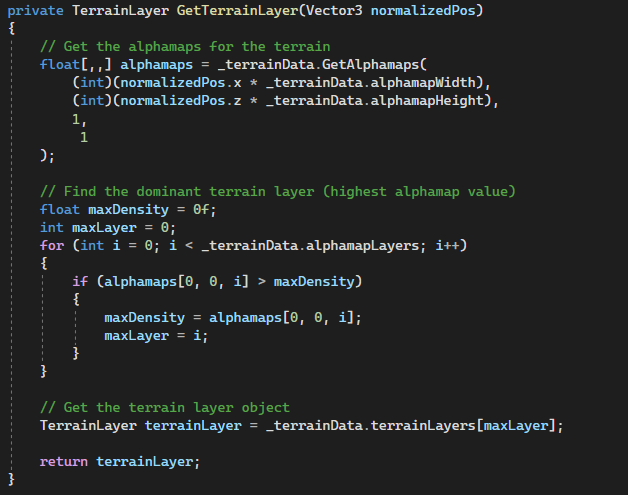 private TerrainLayer GetTerrainLayer(Vector3 normalizedPos)
{
    // Get the alphamaps for the terrain
    float[,,] alphamaps = _terrainData.GetAlphamaps(
        (int)(normalizedPos.x * _terrainData.alphamapWidth),
        (int)(normalizedPos.z * _terrainData.alphamapHeight),
        1,
         1
    );

    // Find the dominant terrain layer (highest alphamap value)
    float maxDensity = 0f;
    int maxLayer = 0;
    for (int i = 0; i < _terrainData.alphamapLayers; i++)
    {
        if (alphamaps[0, 0, i] > maxDensity)
        {
            maxDensity = alphamaps[0, 0, i];
            maxLayer = i;
        }
    }

    // Get the terrain layer object
    TerrainLayer terrainLayer = _terrainData.terrainLayers[maxLayer];

    return terrainLayer;
}